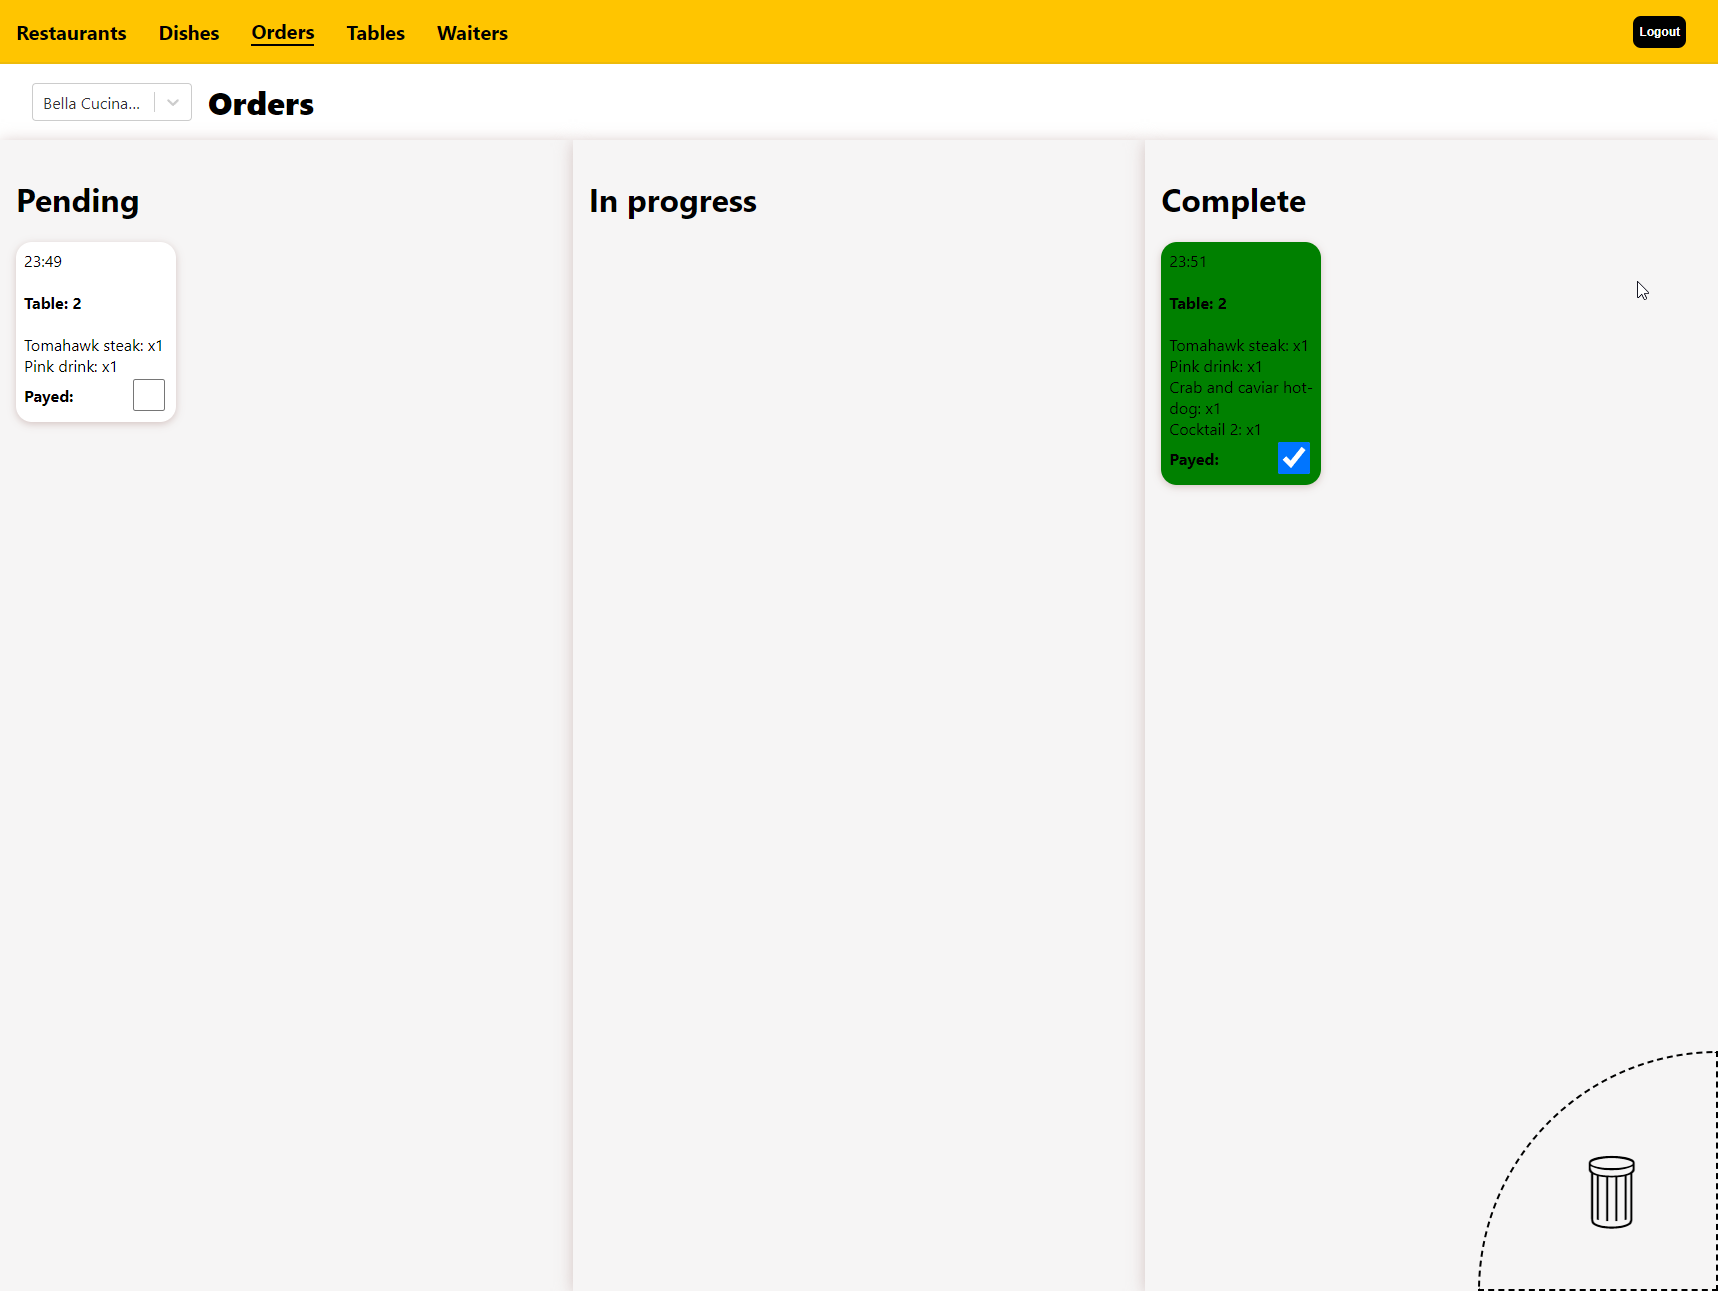 Restaurants Dishes Orders Tables Waiters Logout
Bella Cucina... Orders
Pending
23:49
Table: 2
Tomahawk steak: x1
Pink drink: x1
Payed:
In progress
Complete
23:51
Table: 2
Tomahawk steak: x1
Pink drink: x1
Crab and caviar hot-
dog: x1
Cocktail 2: x1
Payed: